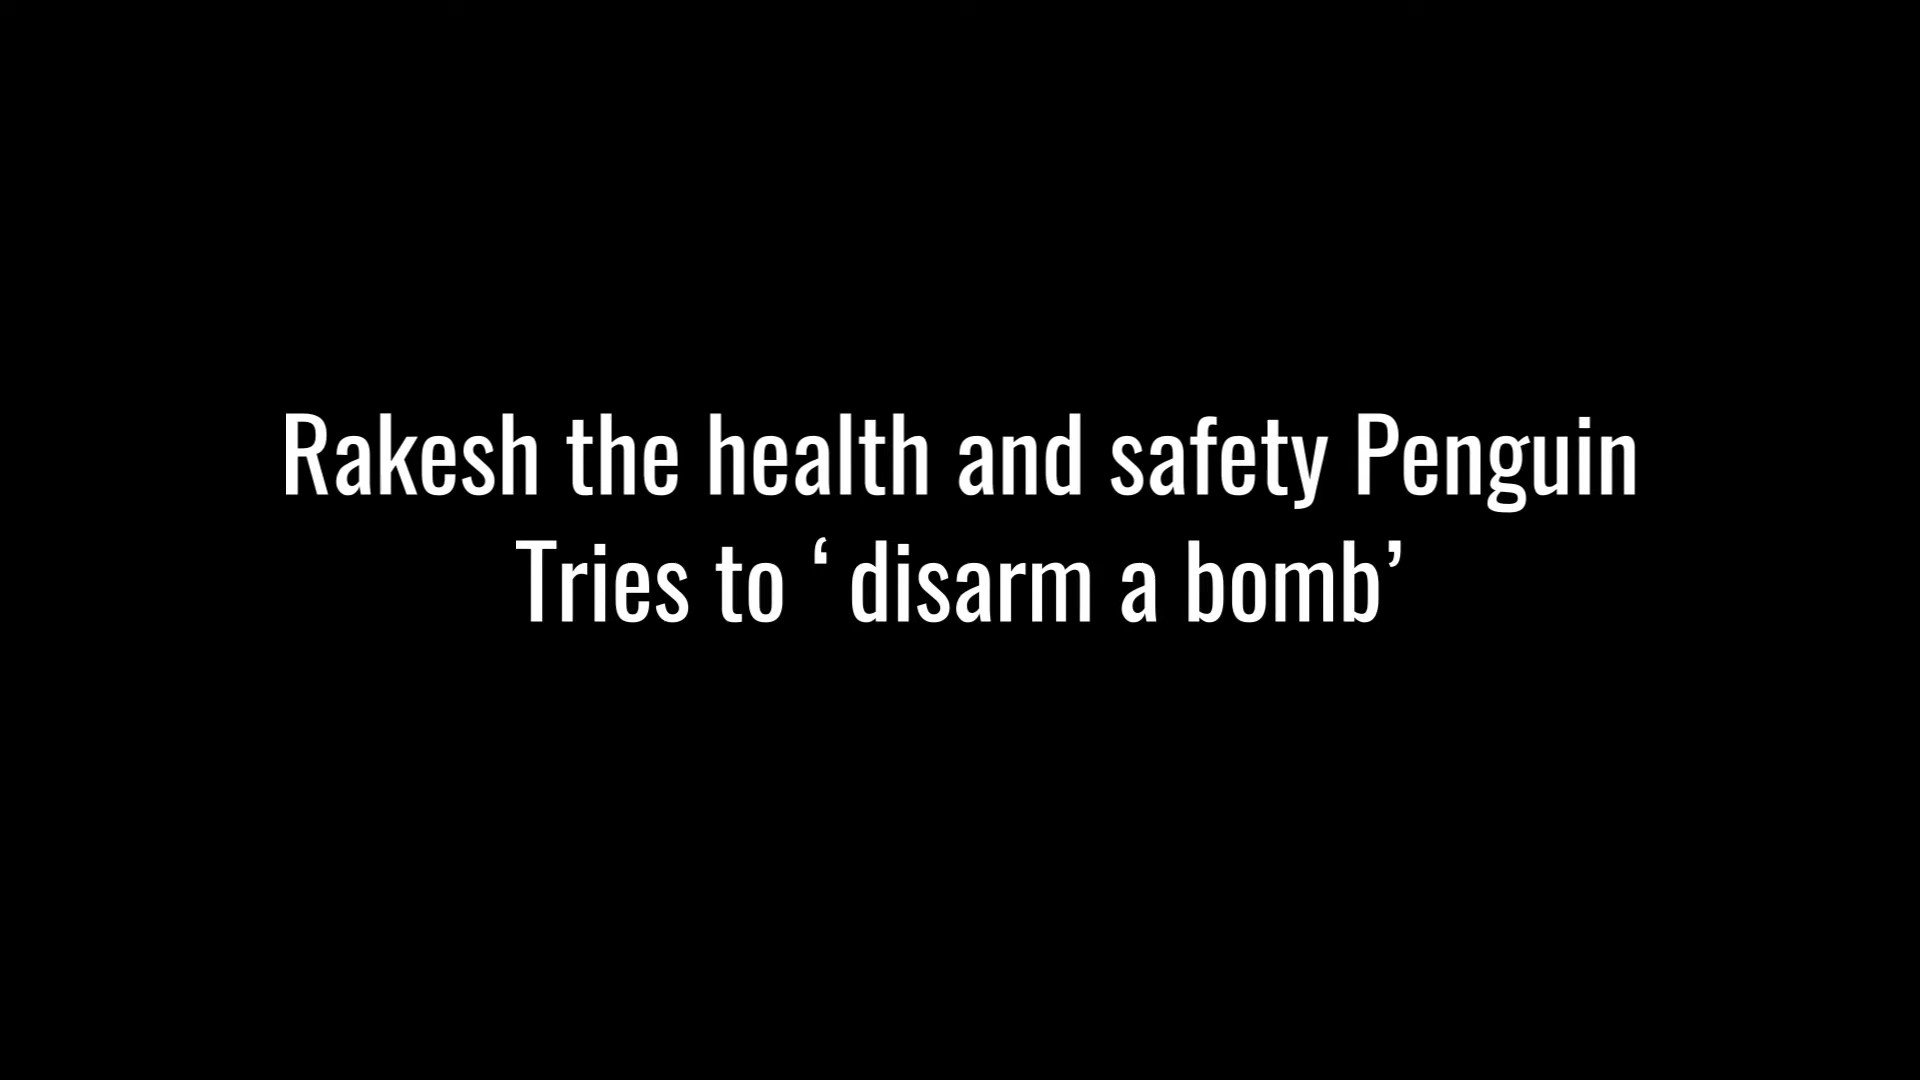 Rakesh the health and safety Penguin
Tries to ‘ disarm a bomb’